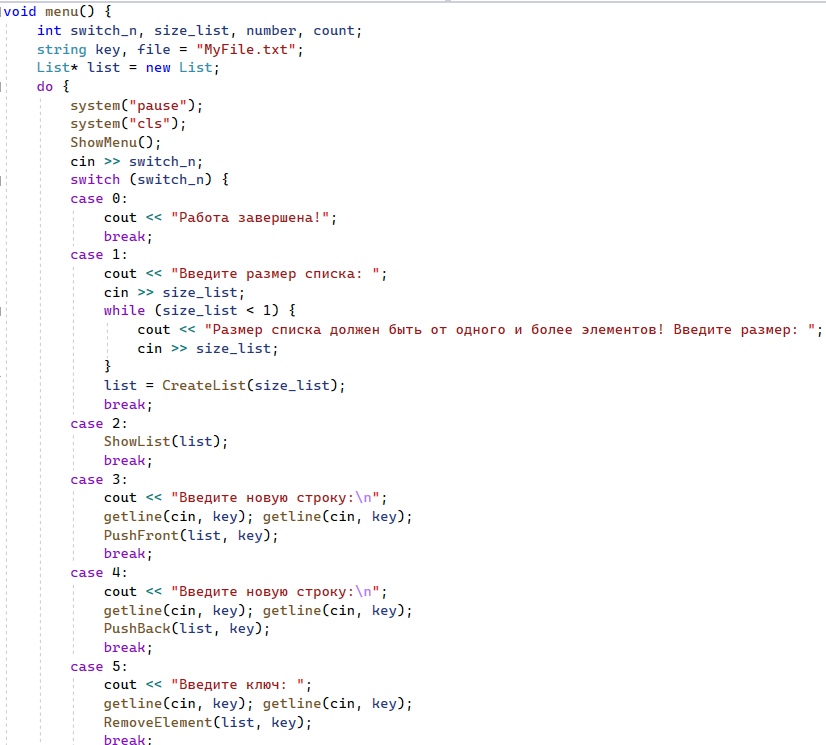 void menu() {
    int switch_n, size_list, number, count;
    string key, file = "MyFile.txt";
    List* list = new List;
    do {
        system("pause");
        system("cls");
        ShowMenu();
        cin >> switch_n;
        switch (switch_n) {
        case 0:
            cout << "Работа завершена!";
            break;
        case 1:
            cout << "Введите размер списка: ";
            cin >> size_list;
            while (size_list < 1) {
                cout << "Размер списка должен быть от одного и более элементов! Введите размер: ";
                cin >> size_list;
            }
            list = CreateList(size_list);
            break;
        case 2:
            ShowList(list);
            break;
        case 3:
            cout << "Введите новую строку:\n";
            getline(cin, key); getline(cin, key);
            PushFront(list, key);
            break;
        case 4:
            cout << "Введите новую строку:\n";
            getline(cin, key); getline(cin, key);
            PushBack(list, key);
            break;
        case 5:
            cout << "Введите ключ: ";
            getline(cin, key); getline(cin, key);
            RemoveElement(list, key);
            break;